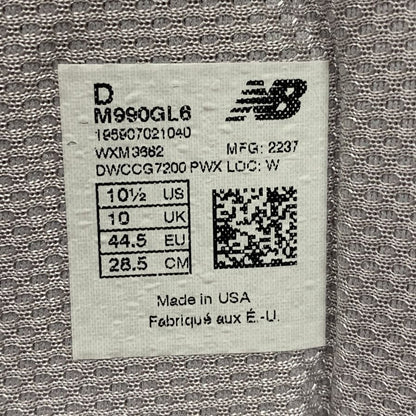 D
M990GL6
195907021040
WXM3662 MFG: 2237
DWCCG7200 PWX LOC: W
10½ US
10 UK
44.5 EU
28.5 CM
Made in USA
Fabriqué aux É.-U.